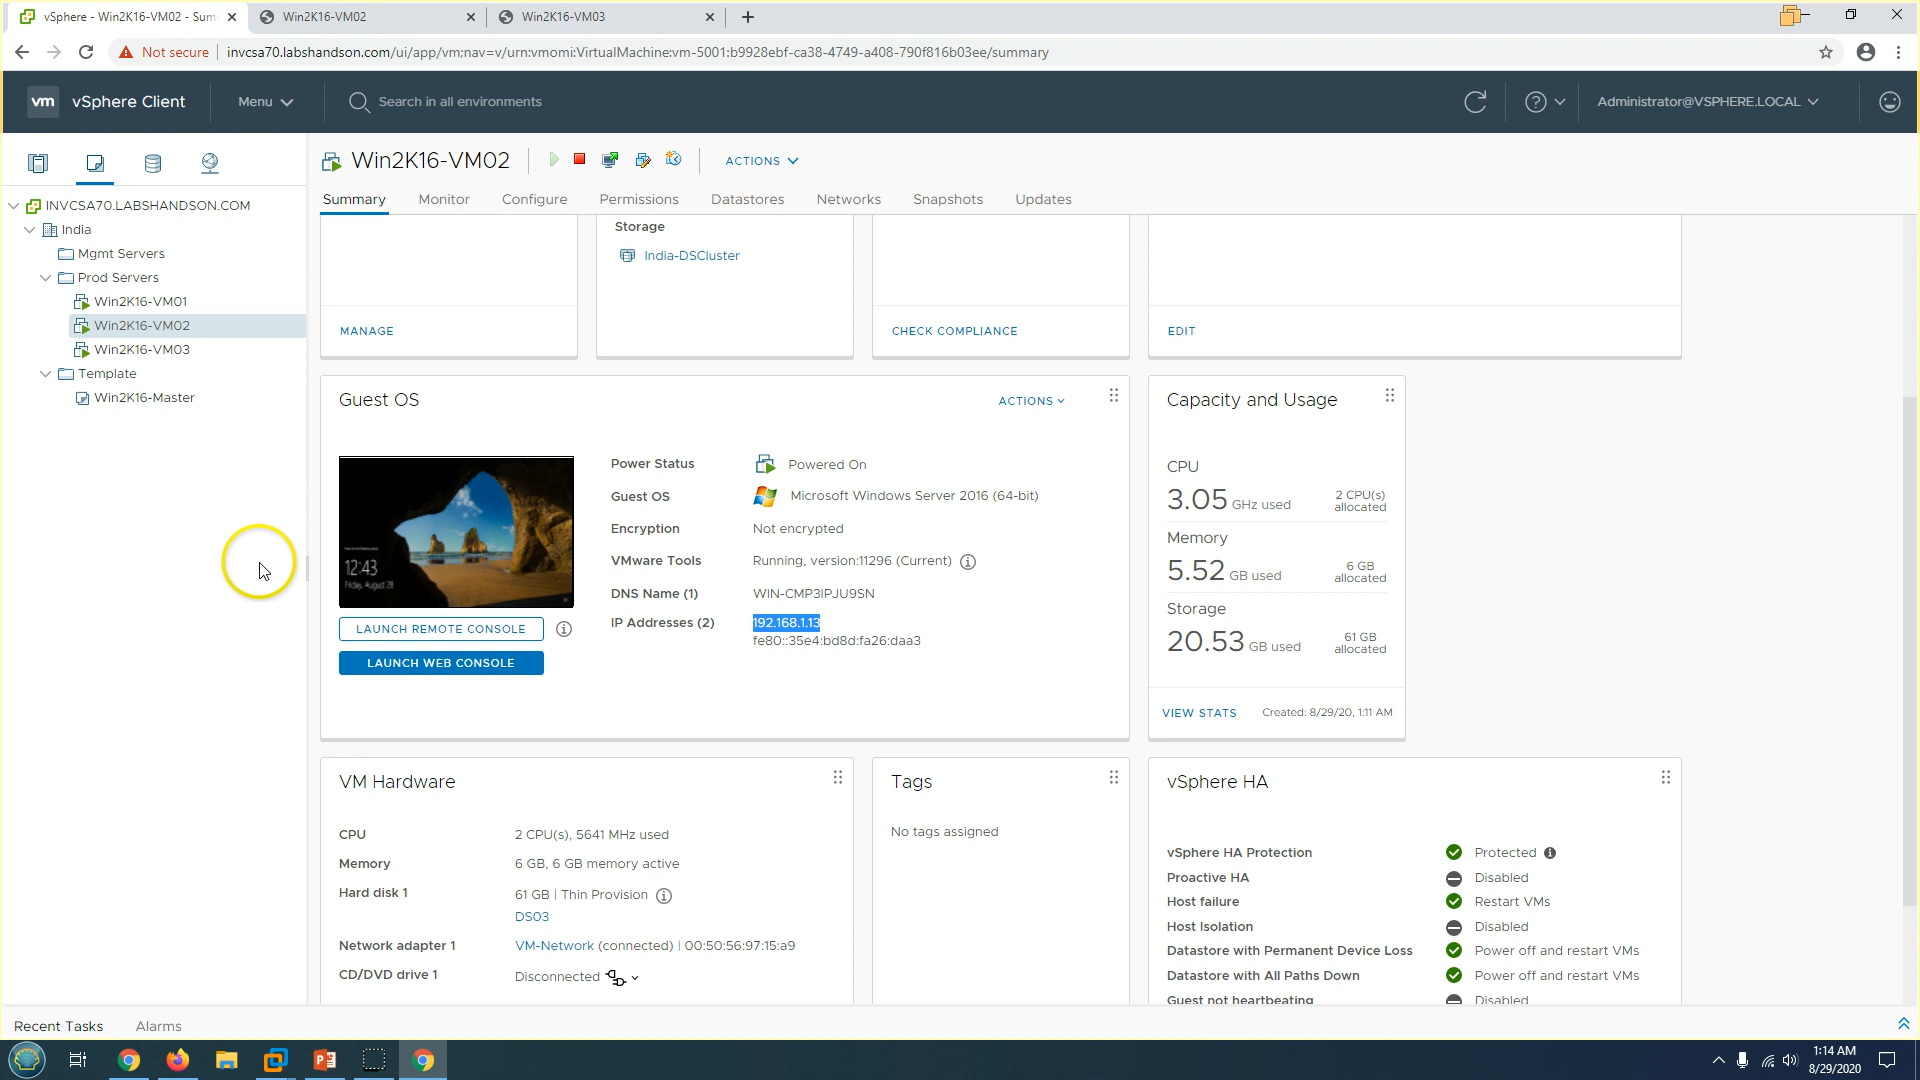 vSphere - Win2K16-VM02 - Sum
Win2K16-VM02
Win2K16-VM03
Not secure
invcsa70.labshandson.com/ui/app/vm;nav=v/urn:vmomi:VirtualMachine:vm-5001:b9928ebf-ca38-4749-a408-790f816b03ee/summary
vm
vSphere Client
Menu
Search in all environments
Administrator@VSPHERE.LOCAL
Win2K16-VM02
ACTIONS
Summary
Monitor
Configure
Permissions
Datastores
Networks
Snapshots
Updates
INVCSA70.LABSHANDSON.COM
India
Mgmt Servers
Prod Servers
Win2K16-VM01
Win2K16-VM02
Win2K16-VM03
Template
Win2K16-Master
Storage
India-DSCluster
MANAGE
CHECK COMPLIANCE
EDIT
Guest OS
ACTIONS
12:43
Friday, August 28
LAUNCH REMOTE CONSOLE
LAUNCH WEB CONSOLE
Power Status
Powered On
Guest OS
Microsoft Windows Server 2016 (64-bit)
Encryption
Not encrypted
VMware Tools
Running, version:11296 (Current)
DNS Name (1)
WIN-CMP3IPJU9SN
IP Addresses (2)
192.168.1.13
fe80::35e4:bd8d:fa26:daa3
Capacity and Usage
CPU
3.05 GHz used
2 CPU(s)
allocated
Memory
5.52 GB used
6 GB
allocated
Storage
20.53 GB used
61 GB
allocated
VIEW STATS
Created: 8/29/20, 1:11 AM
VM Hardware
CPU
2 CPU(s), 5641 MHz used
Memory
6 GB, 6 GB memory active
Hard disk 1
61 GB | Thin Provision
DS03
Network adapter 1
VM-Network (connected) | 00:50:56:97:15:a9
CD/DVD drive 1
Disconnected
Tags
No tags assigned
vSphere HA
vSphere HA Protection
Protected
Proactive HA
Disabled
Host failure
Restart VMs
Host Isolation
Disabled
Datastore with Permanent Device Loss
Power off and restart VMs
Datastore with All Paths Down
Power off and restart VMs
Guest not heartbeating
Disabled
Recent Tasks
Alarms
1:14 AM
8/29/2020